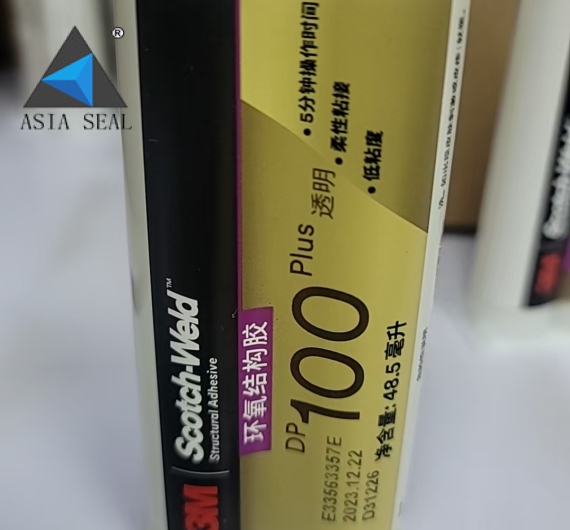 ASIA SEAL
®
3M
Scotch-Weld™
Structural Adhesive
环氧结构胶
DP100 Plus 透明
• 5分钟操作时间
• 柔性粘接
• 低粘度
净含量: 48.5 毫升
E33563357E
2023.12.22
D31226
3M